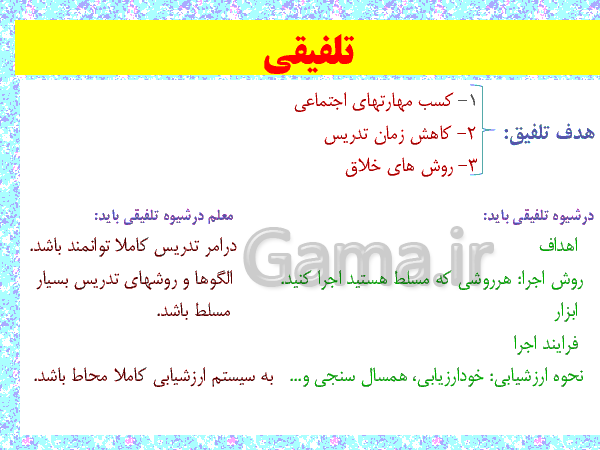 تلفیقی
هدف تلفیق:
۱- کسب مهارتهای اجتماعی
۲- کاهش زمان تدریس
۳- روش های خلاق
درشیوه تلفیقی باید:
اهداف
روش اجرا: هرروشی که مسلط هستید اجرا کنید.
ابزار
فرایند اجرا
نحوه ارزشیابی: خودارزیابی، همسال سنجی و...
معلم درشیوه تلفیقی باید:
درامر تدریس کاملا توانمند باشد.
الگوها و روشهای تدریس بسیار
مسلط باشد.
به سیستم ارزشیابی کاملا محاط باشد.
Gama.ir